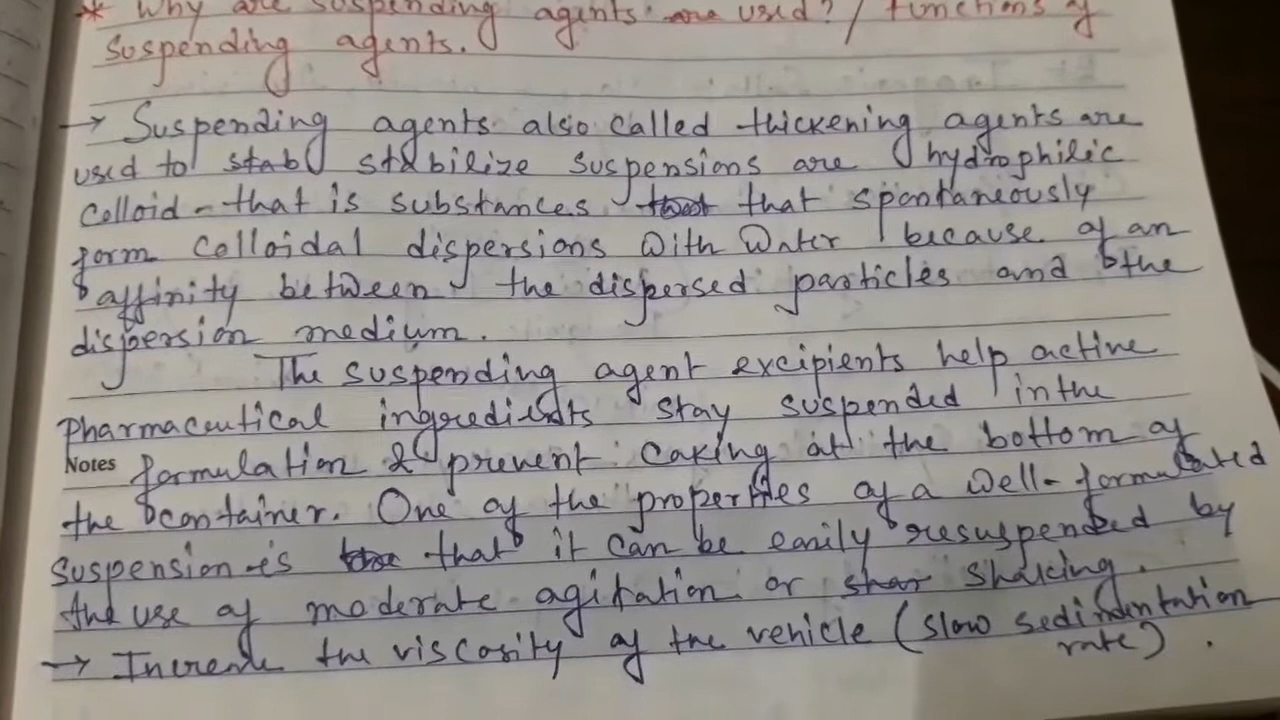 * Why are suspending agents are used? / functions of
suspending agents.
→ Suspending agents also called thickening agents are
used to stab stabilize suspensions are hydrophilic
colloid - that is substances that that spontaneously
form colloidal dispersions with water because of an
affinity between the dispersed particles and the
dispersion medium.
The suspending agent excipients help active
Pharmaceutical ingredients stay suspended in the
Notes formulation & prevent caking at the bottom of
the container. One of the properties of a well-formulated
suspension is that it can be easily resuspended by
the use of moderate agitation or shar shaking.
→ Increase the viscosity of the vehicle (slow sedimentation
rate).